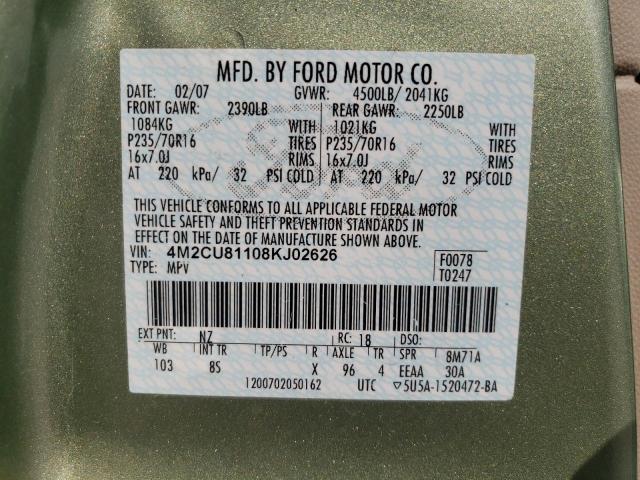 MFD. BY FORD MOTOR CO.
DATE: 02/07 GVWR: 4500LB/ 2041KG
FRONT GAWR: 2390LB REAR GAWR: 2250LB
1084KG WITH 1021KG WITH
P235/70R16 TIRES P235/70R16 TIRES
16x7.0J RIMS 16x7.0J RIMS
AT 220 kPa/ 32 PSI COLD AT 220 kPa/ 32 PSI COLD
THIS VEHICLE CONFORMS TO ALL APPLICABLE FEDERAL MOTOR
VEHICLE SAFETY AND THEFT PREVENTION STANDARDS IN
EFFECT ON THE DATE OF MANUFACTURE SHOWN ABOVE.
VIN: 4M2CU81108KJ02626 F0078
TYPE: MPV T0247
EXT PNT: NZ RC: 18 DSO:
WB INT TR TP/PS R AXLE TR SPR 8M71A
103 8S X 96 4 EEAA 30A
1200702050162 UTC ▽5U5A-1520472-BA